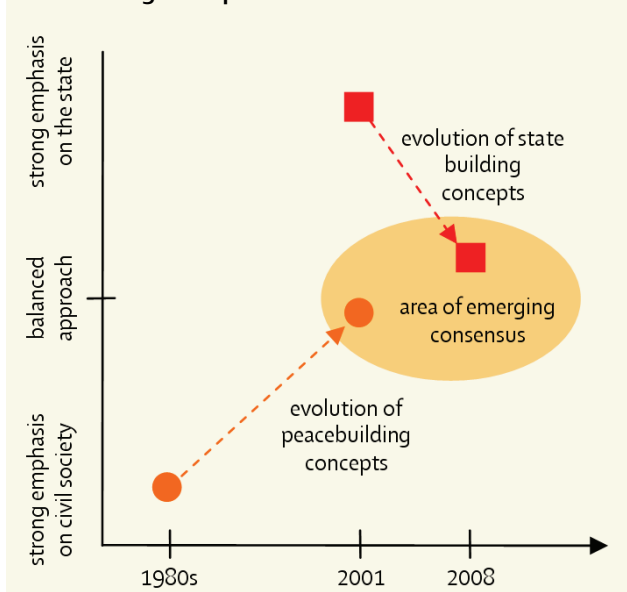 strong emphasis
on the state
evolution of state
building
concepts
balanced
approach
area of emerging
consensus
evolution of
peacebuilding
concepts
strong emphasis
on civil society
1980s
2001
2008